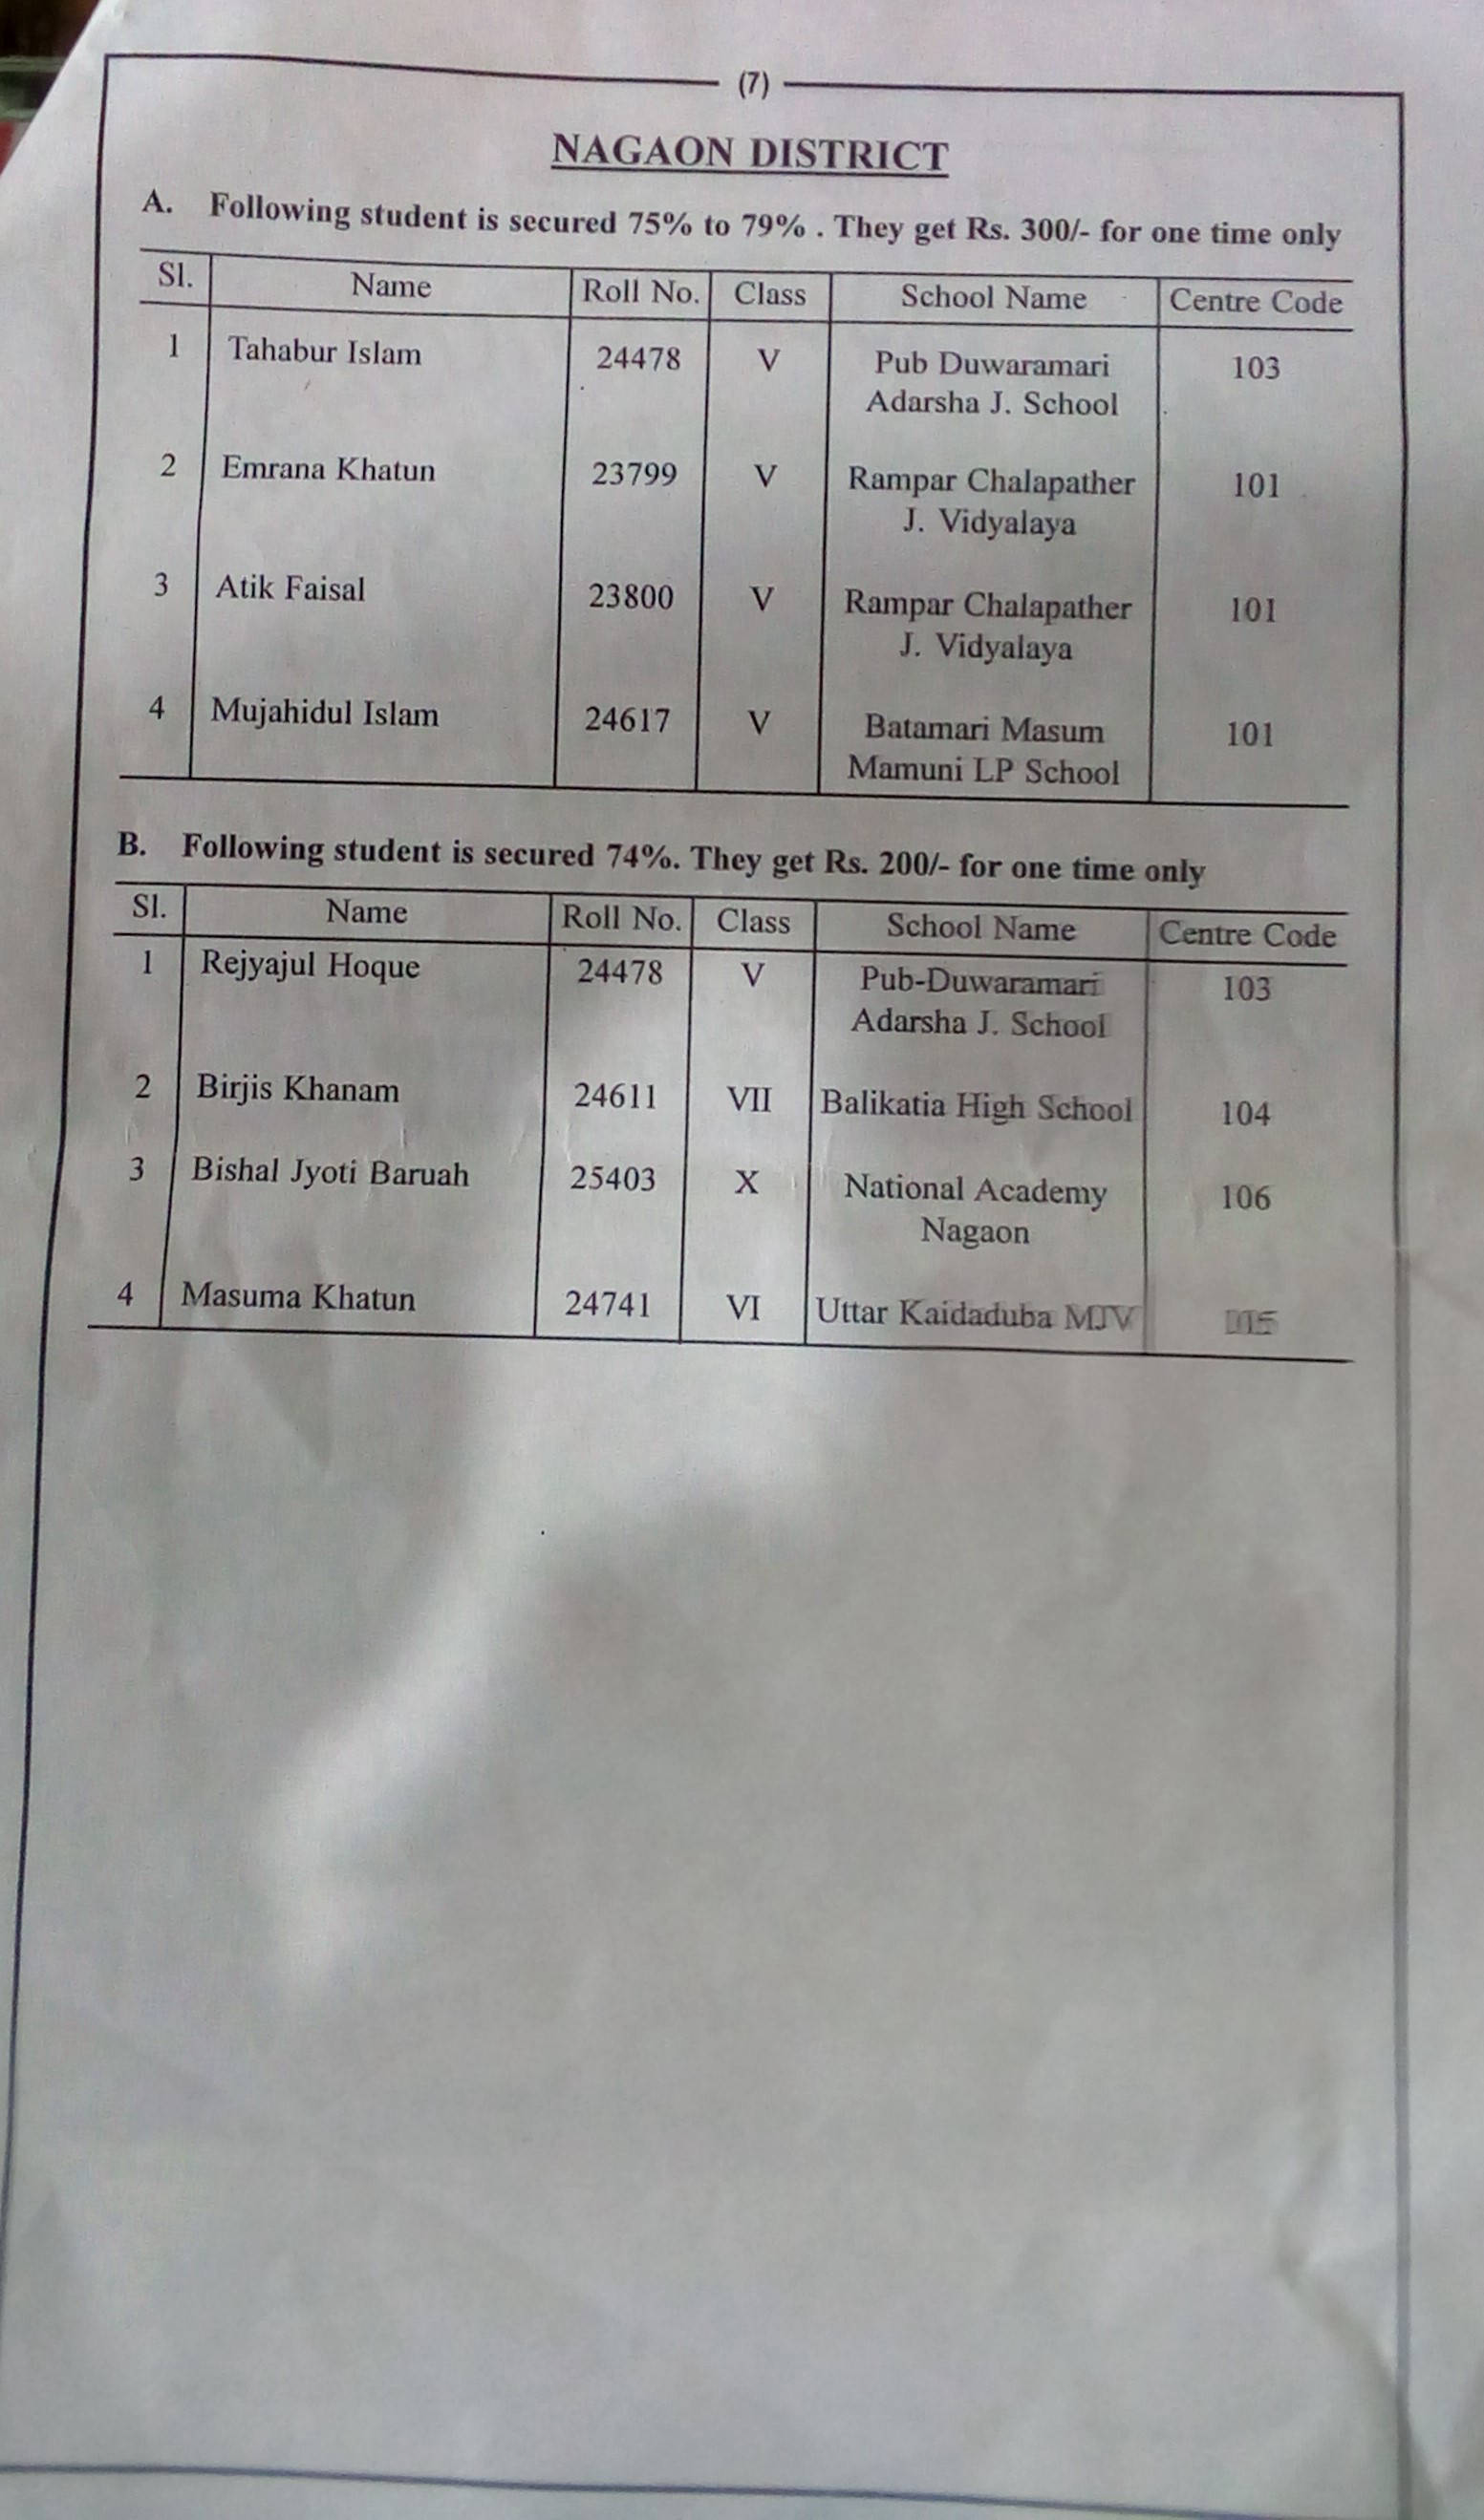 (7)
NAGAON DISTRICT
A. Following student is secured 75% to 79% . They get Rs. 300/- for one time only
Sl. Name Roll No. Class School Name Centre Code
1 Tahabur Islam 24478 V Pub Duwaramari 103
Adarsha J. School
2 Emrana Khatun 23799 V Rampar Chalapather 101
J. Vidyalaya
3 Atik Faisal 23800 V Rampar Chalapather 101
J. Vidyalaya
4 Mujahidul Islam 24617 V Batamari Masum 101
Mamuni LP School
B. Following student is secured 74%. They get Rs. 200/- for one time only
Sl. Name Roll No. Class School Name Centre Code
1 Rejyajul Hoque 24478 V Pub-Duwaramari 103
Adarsha J. School
2 Birjis Khanam 24611 VII Balikatia High School 104
3 Bishal Jyoti Baruah 25403 X National Academy 106
Nagaon
4 Masuma Khatun 24741 VI Uttar Kaidaduba MJV